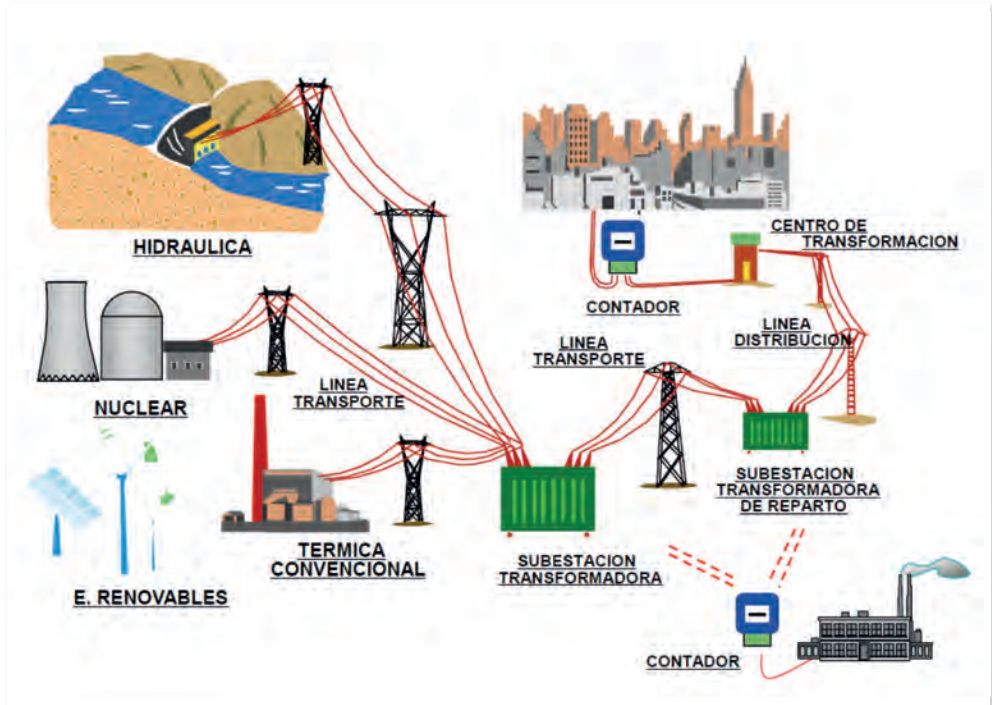 HIDRAULICA
CENTRO DE
TRANSFORMACION
CONTADOR
LINEA
DISTRIBUCION
LINEA
TRANSPORTE
NUCLEAR
LINEA
TRANSPORTE
SUBESTACION
TRANSFORMADORA
DE REPARTO
TERMICA
CONVENCIONAL
SUBESTACION
TRANSFORMADORA
E. RENOVABLES
CONTADOR